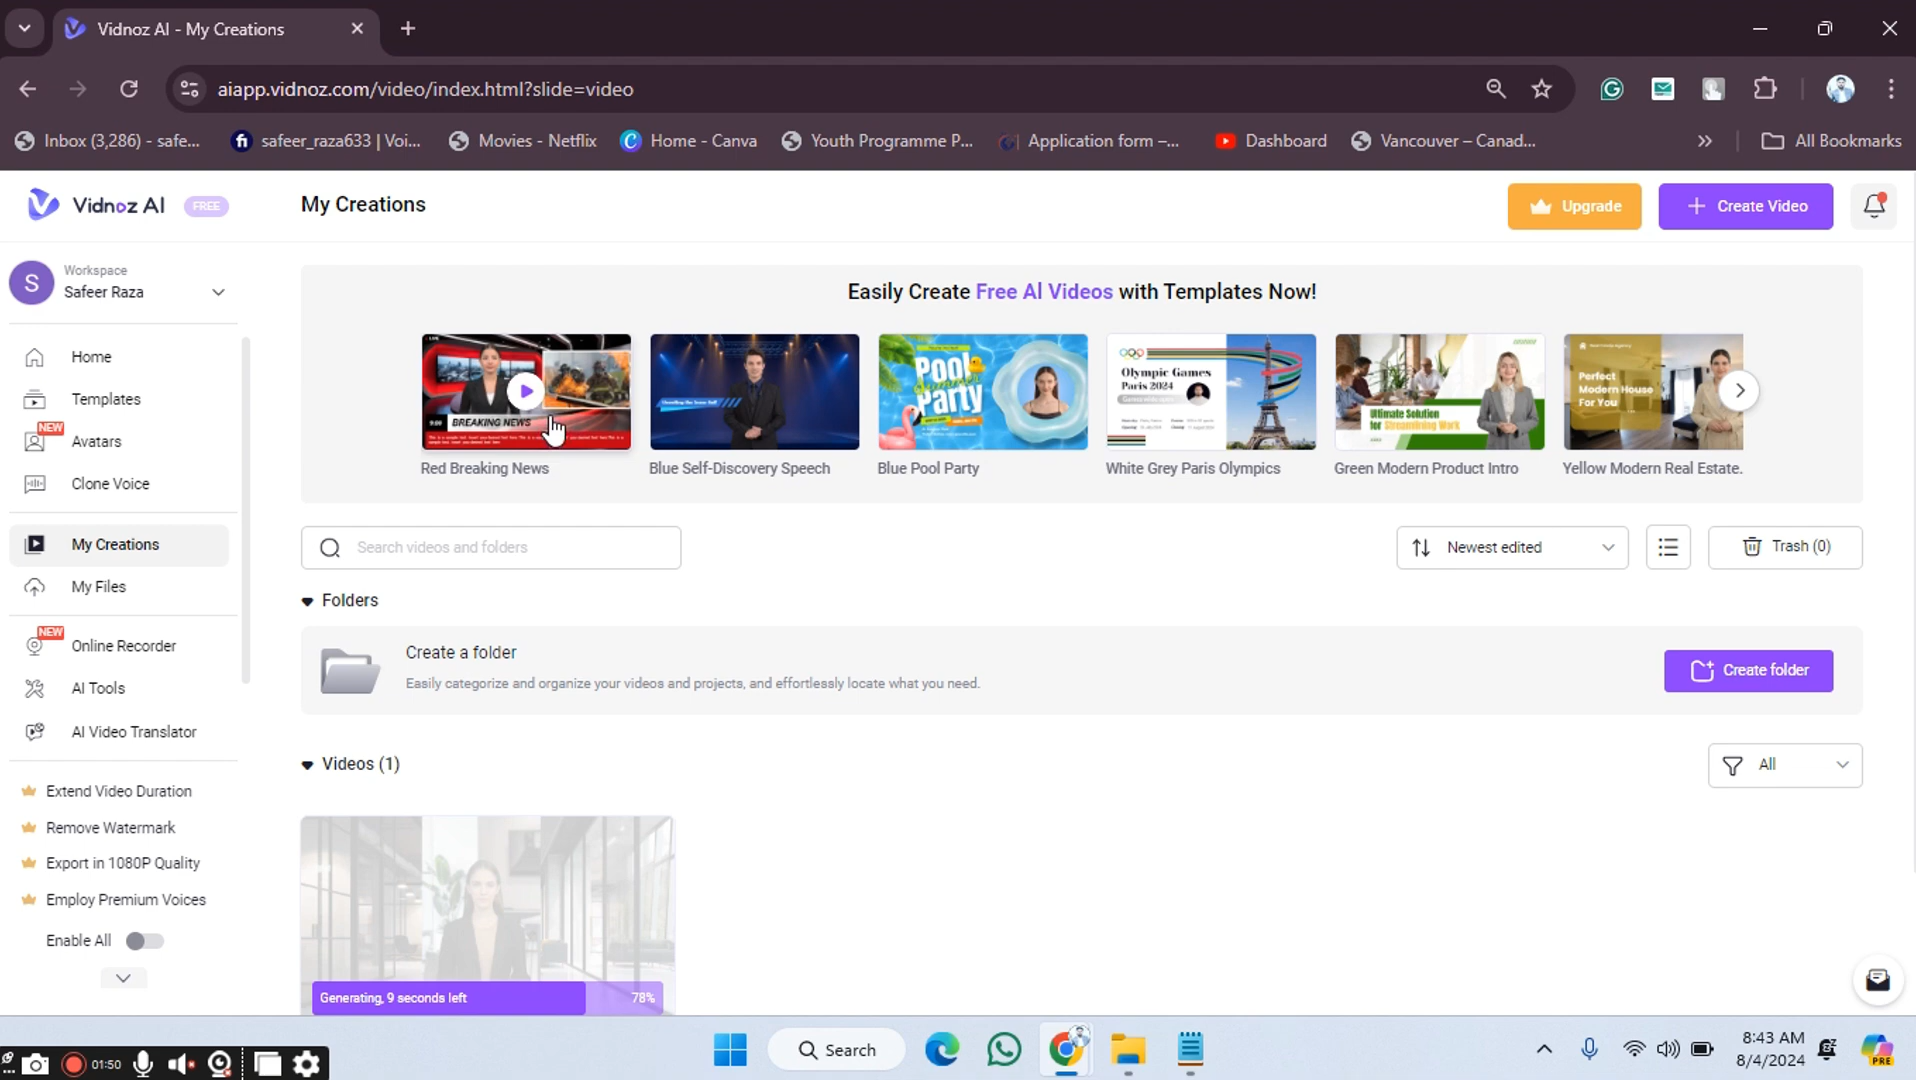 Vidnoz AI - My Creations
aiapp.vidnoz.com/video/index.html?slide=video
Inbox (3,286) - safe...
safeer_raza633 | Voi...
Movies - Netflix
Home - Canva
Youth Programme P...
Application form –...
Dashboard
Vancouver – Canad...
All Bookmarks
Vidnoz AI FREE
My Creations
Upgrade
Create Video
S
Workspace
Safeer Raza
Easily Create Free AI Videos with Templates Now!
BREAKING NEWS
Red Breaking News
Blue Self-Discovery Speech
Pool
Party
Blue Pool Party
Olympic Games
Paris 2024
White Grey Paris Olympics
Ultimate Solution
for Streamlining Work
Green Modern Product Intro
Perfect
Modern House
For You
Yellow Modern Real Estate.
Home
Templates
NEW
Avatars
Clone Voice
My Creations
My Files
NEW
Online Recorder
AI Tools
AI Video Translator
Extend Video Duration
Remove Watermark
Export in 1080P Quality
Employ Premium Voices
Enable All
Search videos and folders
Newest edited
Trash (0)
Folders
Create a folder
Easily categorize and organize your videos and projects, and effortlessly locate what you need.
Create folder
Videos (1)
All
Generating, 9 seconds left 78%
01:50
Search
8:43 AM
8/4/2024
PRE